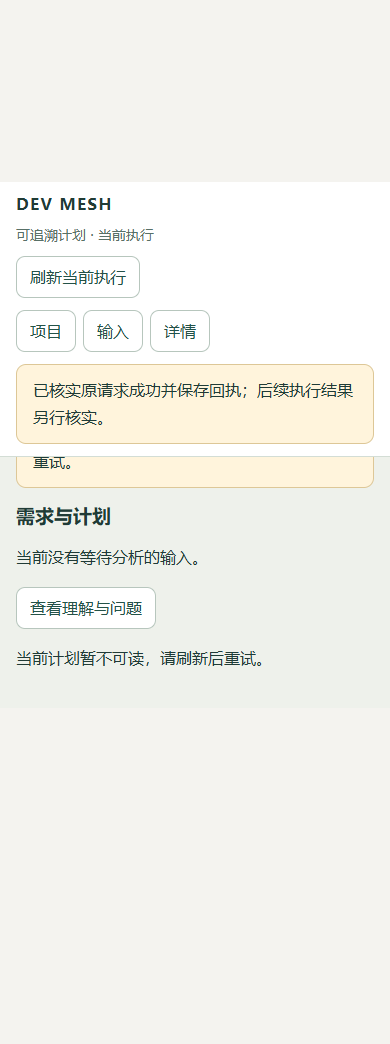 DEV MESH
可追溯计划 · 当前执行
刷新当前执行
项目 输入 详情
已核实原请求成功并保存回执；后续执行结果
另行核实。
重试。
需求与计划
当前没有等待分析的输入。
查看理解与问题
当前计划暂不可读，请刷新后重试。